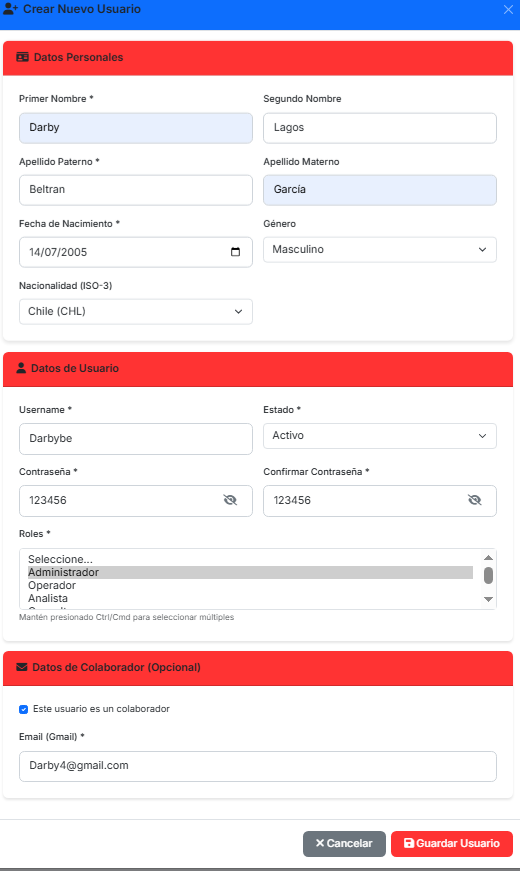 Crear Nuevo Usuario
Datos Personales
Primer Nombre * Segundo Nombre
Darby Lagos
Apellido Paterno * Apellido Materno
Beltran García
Fecha de Nacimiento * Género
14/07/2005 Masculino
Nacionalidad (ISO-3)
Chile (CHL)
Datos de Usuario
Username * Estado *
Darbybe Activo
Contraseña * Confirmar Contraseña *
123456 123456
Roles *
Seleccione...
Administrador
Operador
Analista
Mantén presionado Ctrl/Cmd para seleccionar múltiples
Datos de Colaborador (Opcional)
Este usuario es un colaborador
Email (Gmail) *
Darby4@gmail.com
Cancelar Guardar Usuario